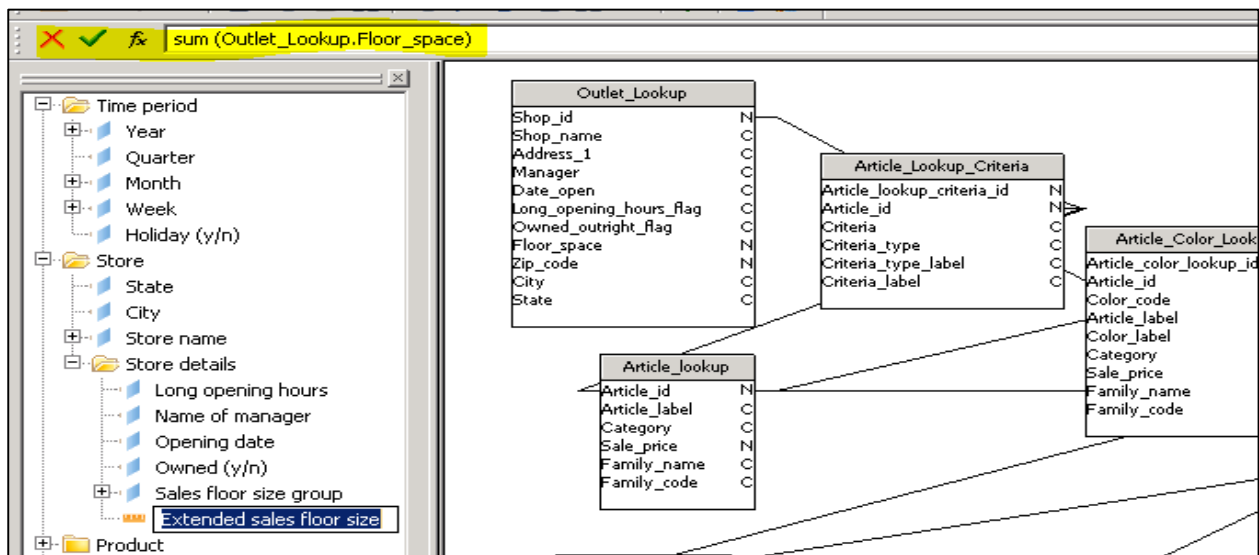 sum (Outlet_Lookup.Floor_space)
Time period
Year
Quarter
Month
Week
Holiday (y/n)
Store
State
City
Store name
Store details
Long opening hours
Name of manager
Opening date
Owned (y/n)
Sales floor size group
Extended sales floor size
Product
Outlet_Lookup
Shop_id N
Shop_name C
Address_1 C
Manager C
Date_open C
Long_opening_hours_flag C
Owned_outright_flag C
Floor_space N
Zip_code N
City C
State C
Article_Lookup_Criteria
Article_lookup_criteria_id N
Article_id N
Criteria C
Criteria_type C
Criteria_type_label C
Criteria_label C
Article_Color_Look
Article_color_lookup_id
Article_id
Color_code
Article_label
Color_label
Category
Sale_price
Family_name
Family_code
Article_lookup
Article_id N
Article_label C
Category C
Sale_price N
Family_name C
Family_code C